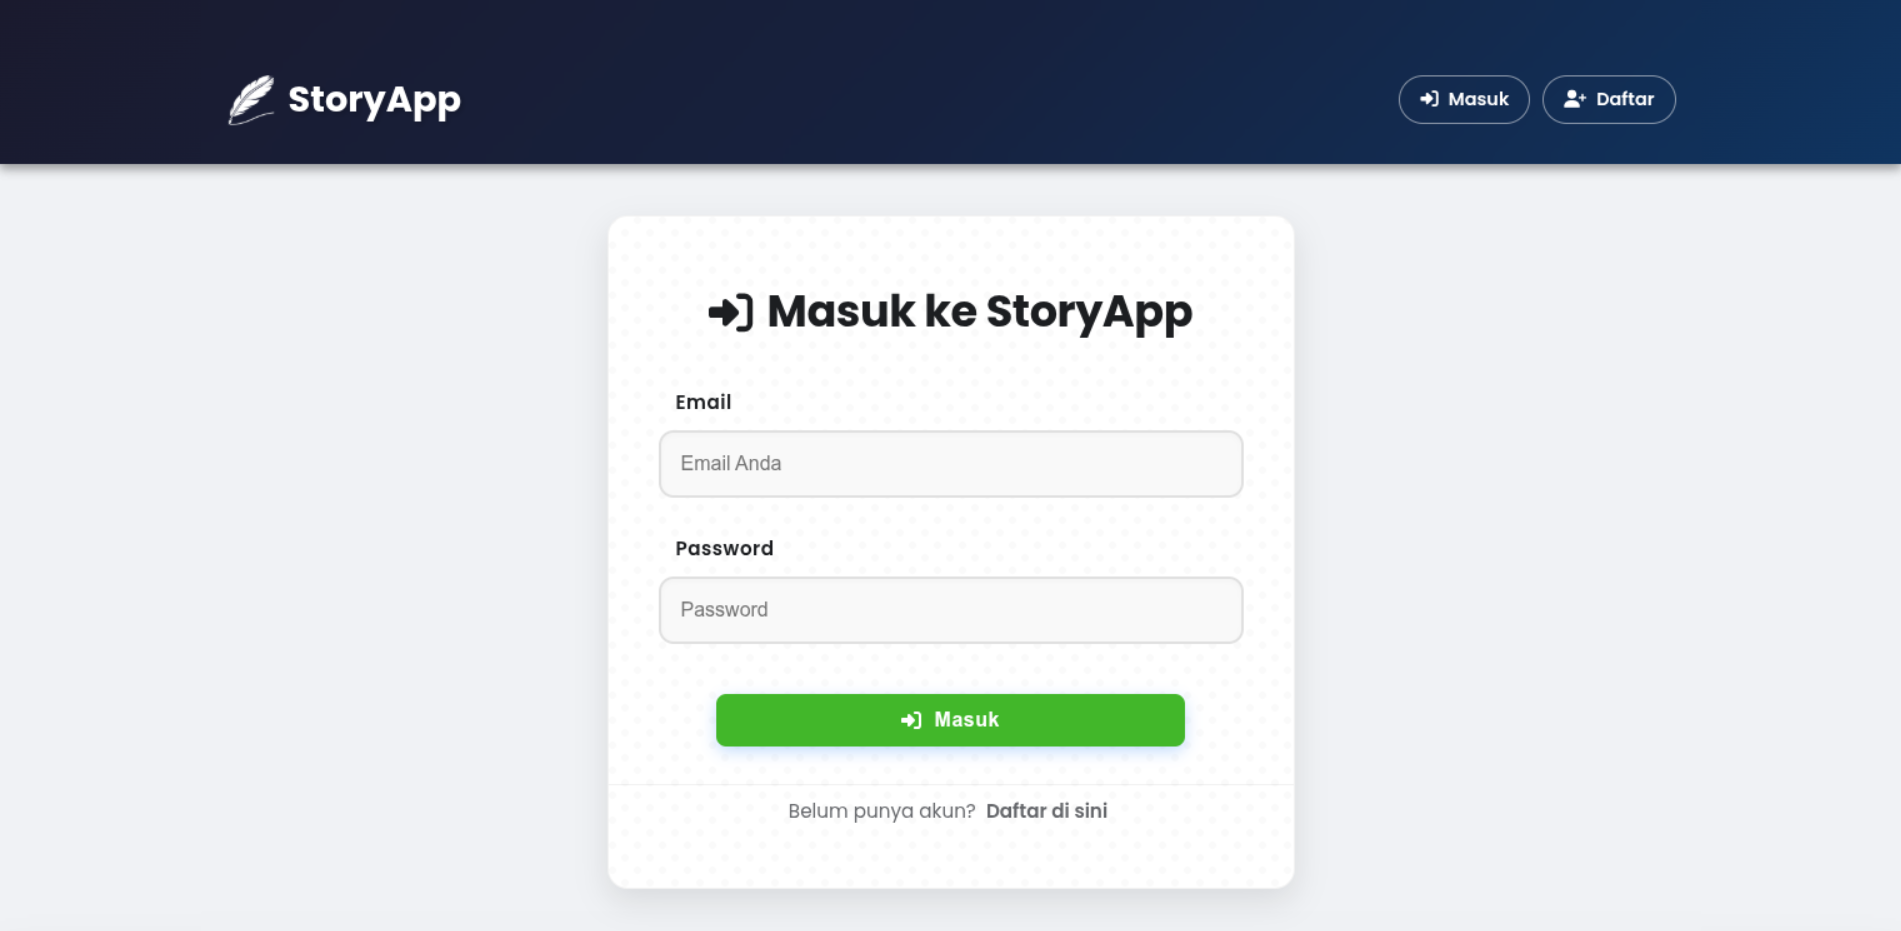 StoryApp
Masuk
Daftar
Masuk ke StoryApp
Email
Email Anda
Password
Password
Masuk
Belum punya akun? Daftar di sini